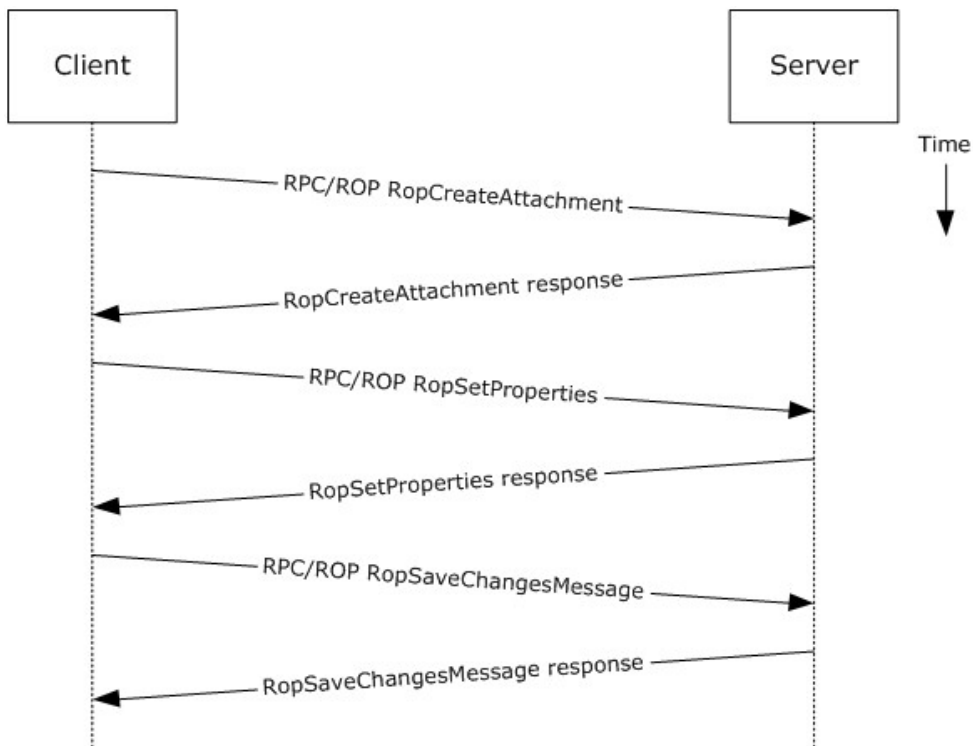 Client
Server
Time
RPC/ROP RopCreateAttachment
RopCreateAttachment response
RPC/ROP RopSetProperties
RopSetProperties response
RPC/ROP RopSaveChangesMessage
RopSaveChangesMessage response